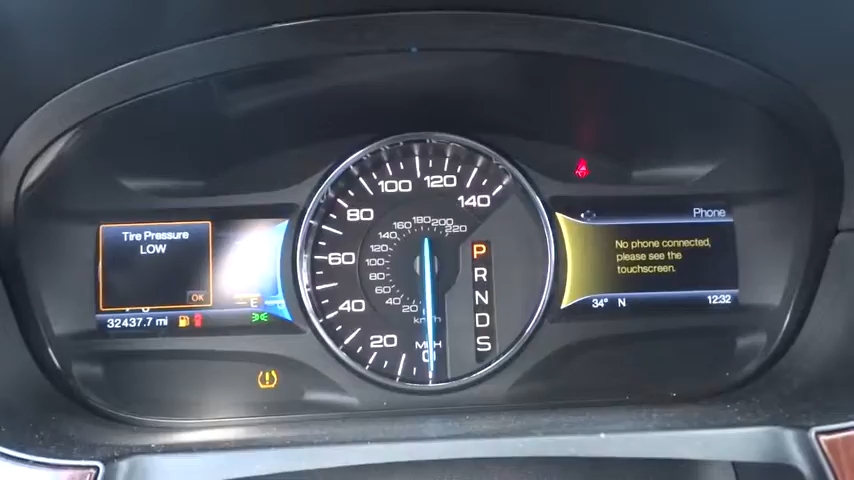 Tire Pressure
LOW
OK
E
32437.7 mi
0
20
40
60
80
100
120
140
20
40
60
80
100
120
140
160
180
200
220
km/h
MPH
P
R
N
D
S
Phone
No phone connected,
please see the
touchscreen.
34° N
12:32